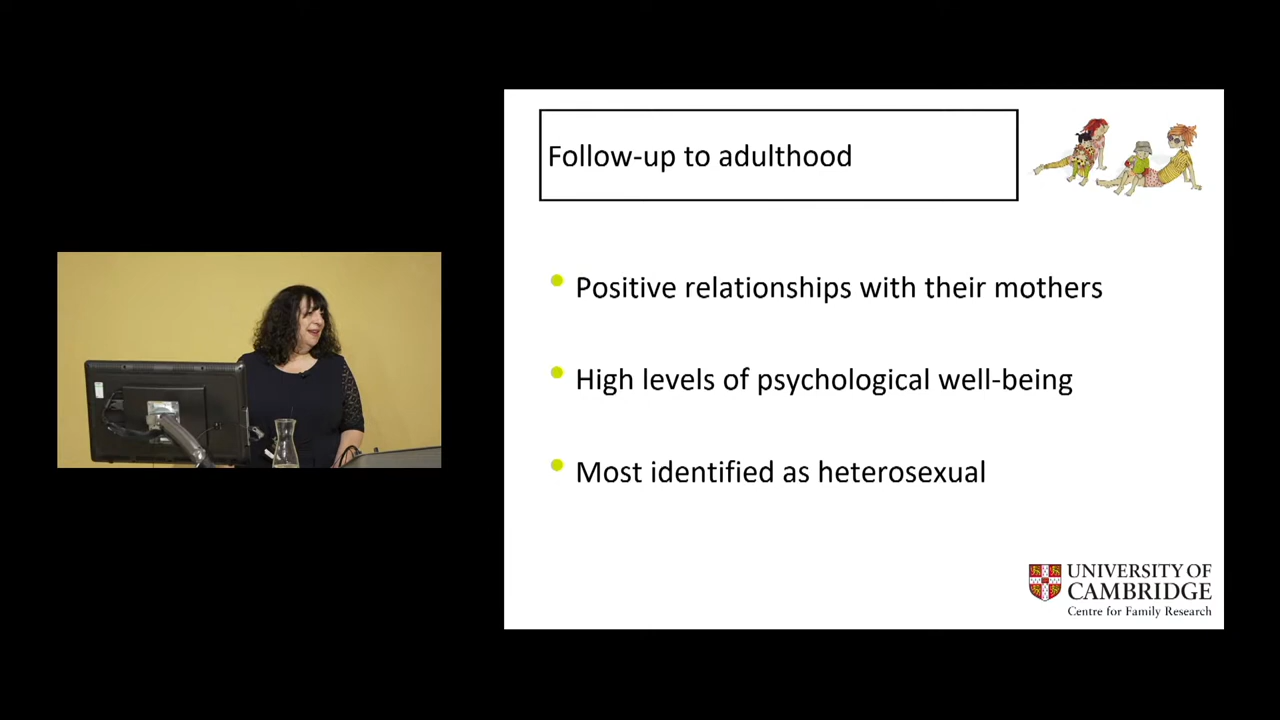 Follow-up to adulthood
Positive relationships with their mothers
High levels of psychological well-being
Most identified as heterosexual
UNIVERSITY OF
CAMBRIDGE
Centre for Family Research